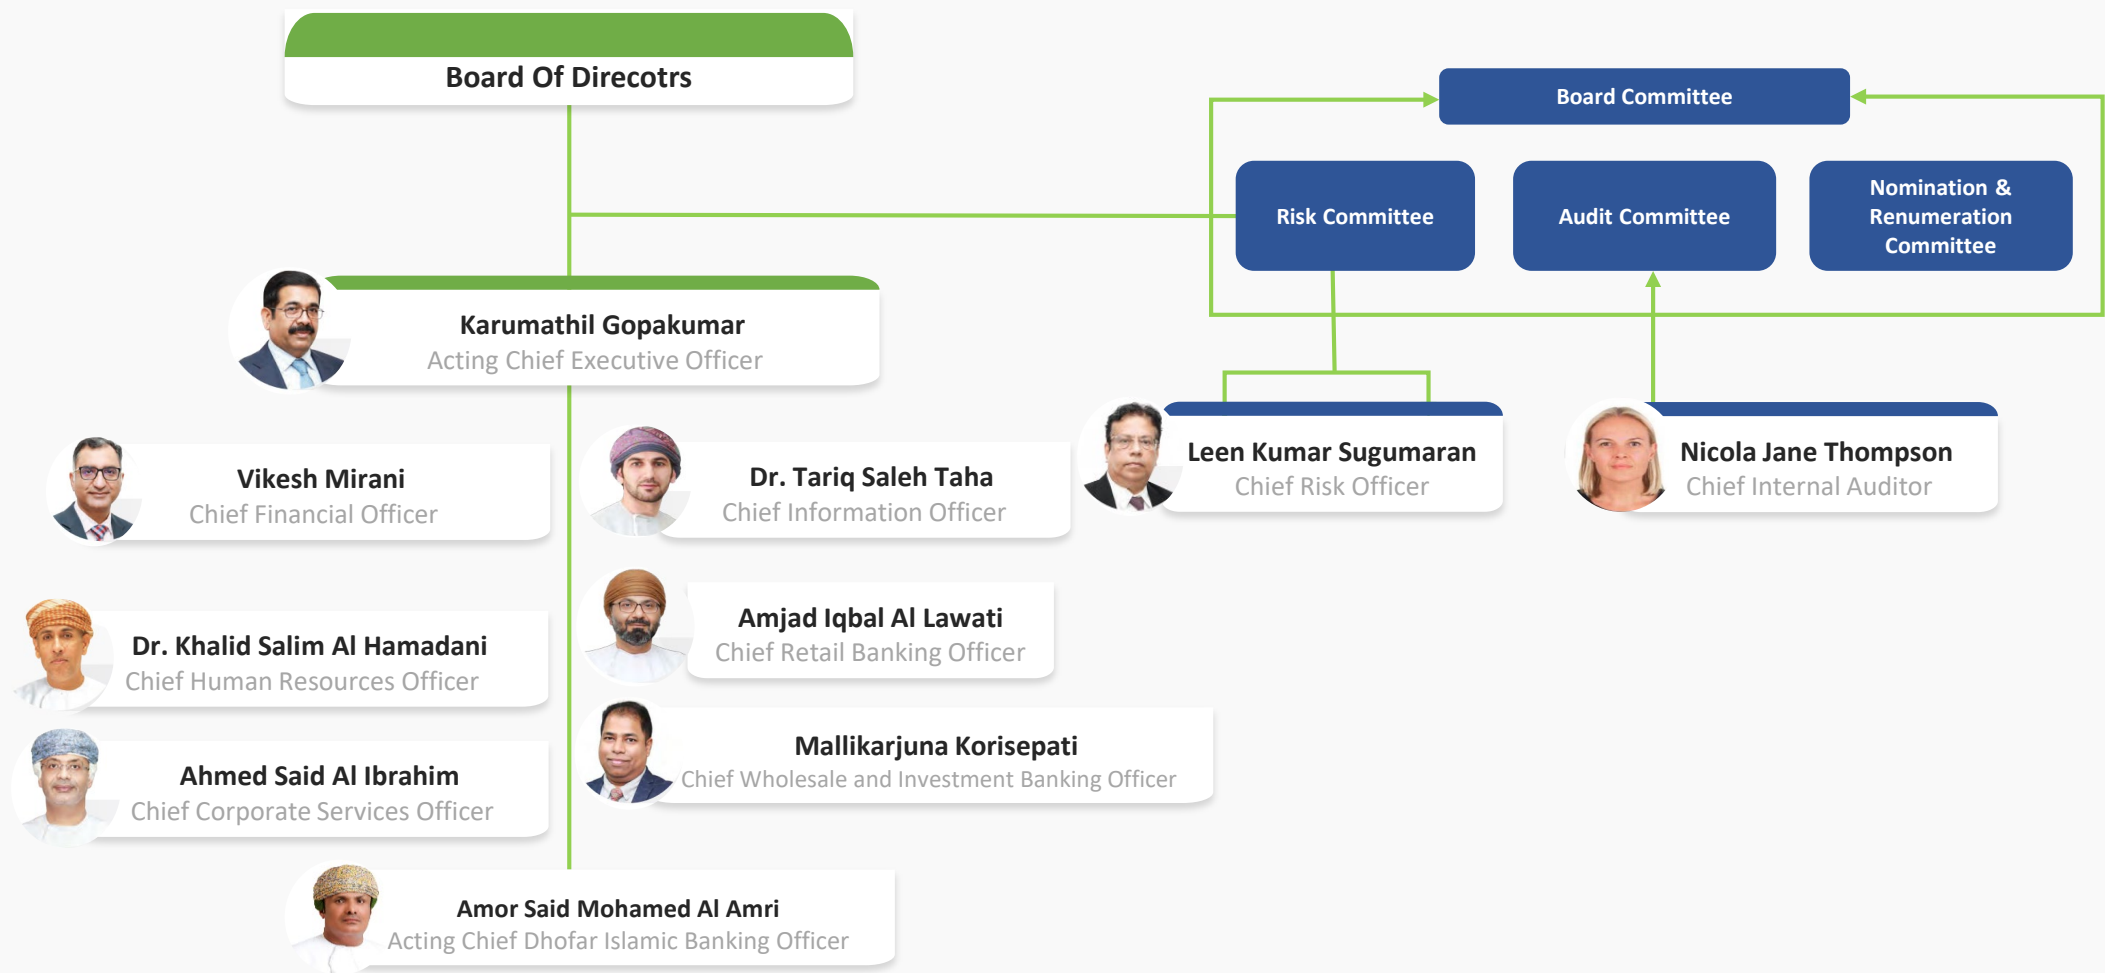 Board Of Direcotrs
Board Committee
Risk Committee
Audit Committee
Nomination &
Renumeration
Committee
Karumathil Gopakumar
Acting Chief Executive Officer
Leen Kumar Sugumaran
Chief Risk Officer
Nicola Jane Thompson
Chief Internal Auditor
Vikesh Mirani
Chief Financial Officer
Dr. Tariq Saleh Taha
Chief Information Officer
Dr. Khalid Salim Al Hamadani
Chief Human Resources Officer
Amjad Iqbal Al Lawati
Chief Retail Banking Officer
Ahmed Said Al Ibrahim
Chief Corporate Services Officer
Mallikarjuna Korisepati
Chief Wholesale and Investment Banking Officer
Amor Said Mohamed Al Amri
Acting Chief Dhofar Islamic Banking Officer